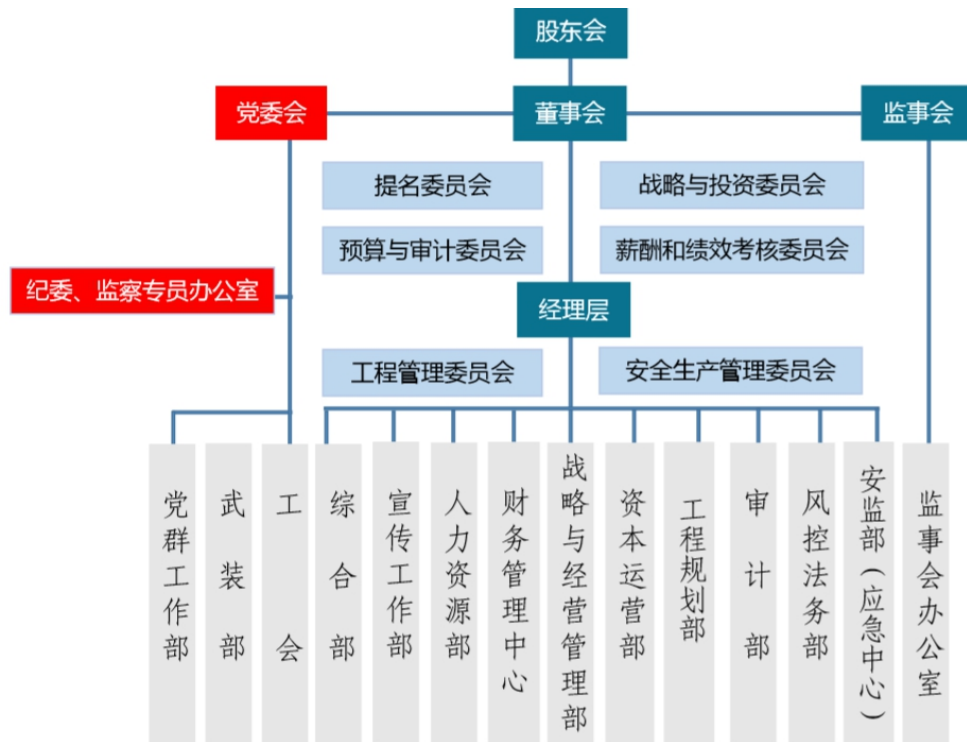 股东会
党委会
董事会
监事会
提名委员会
战略与投资委员会
预算与审计委员会
薪酬和绩效考核委员会
纪委、监察专员办公室
经理层
工程管理委员会
安全生产管理委员会
党群工作部
武装部
工会
综合部
宣传工作部
人力资源部
财务管理中心
战略与经营管理部
资本运营部
工程规划部
审计部
风控法务部
安监部（应急中心）
监事会办公室